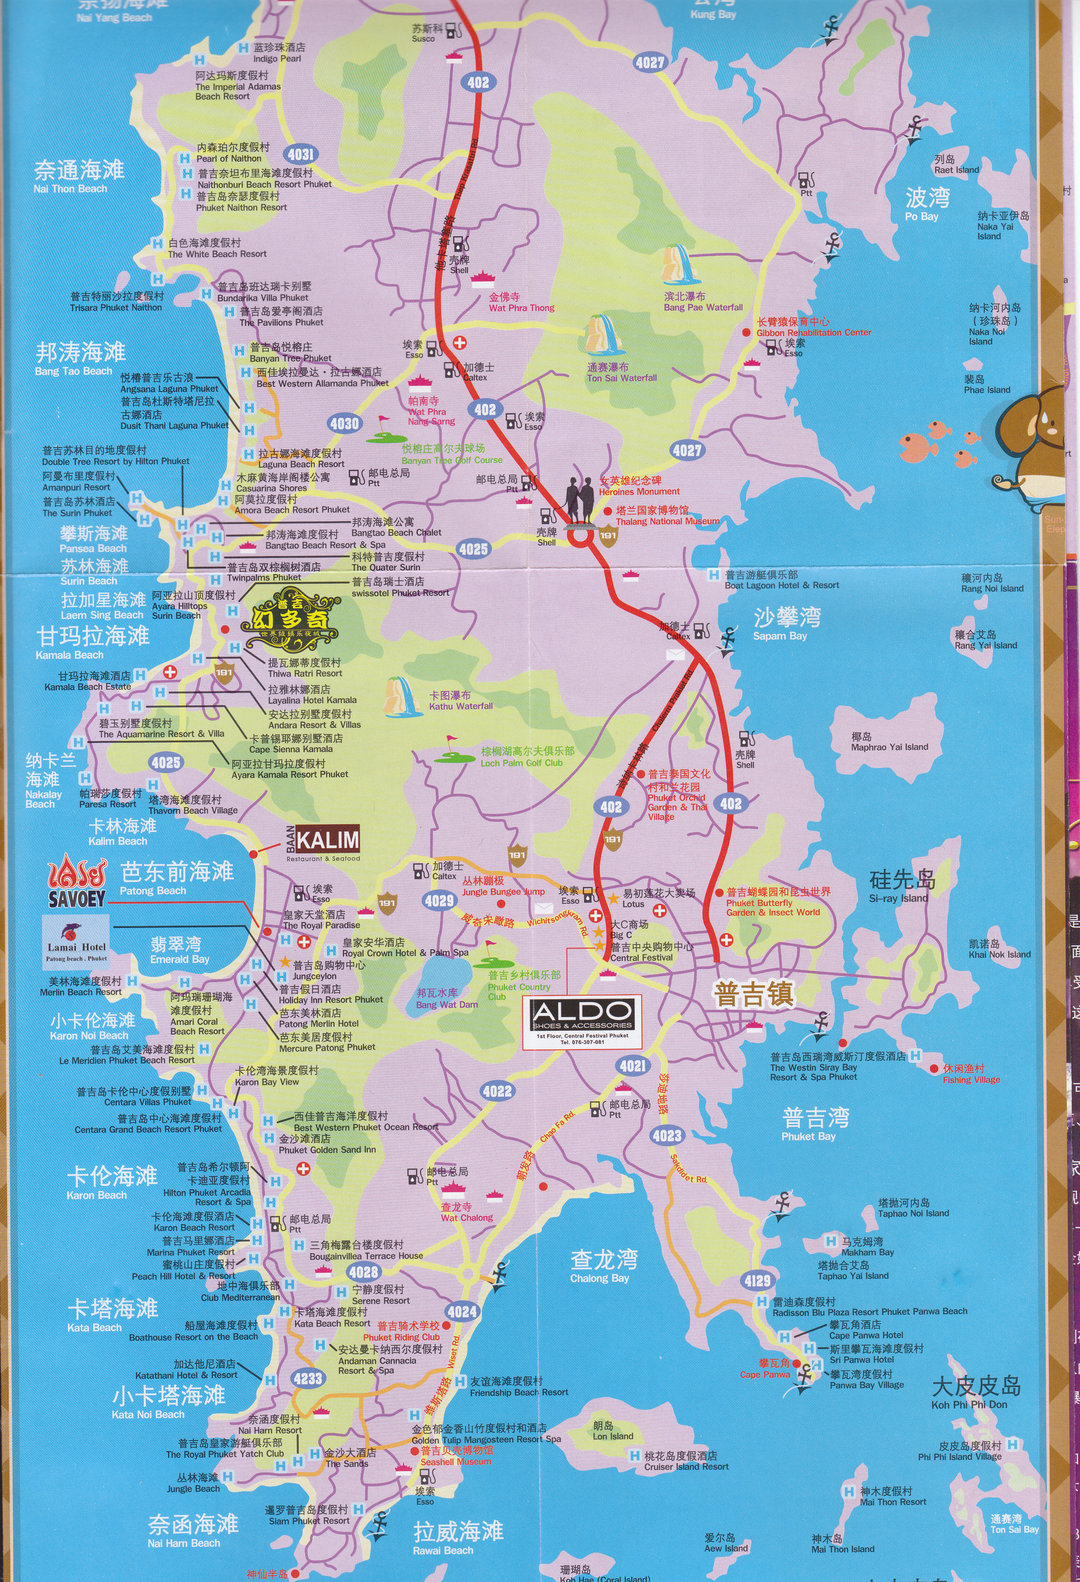 奈扬海滩
Nai Yang Beach
Kung Bay
苏斯科
Susco
蓝珍珠酒店
Indigo Pearl
402
4027
阿达玛斯度假村
The Imperial Adamas
Beach Resort
内森珀尔度假村
Pearl of Naithon
4031
奈通海滩
Nai Thon Beach
普吉奈坦布里海滩度假村
Naithonburi Beach Resort Phuket
普吉岛奈瑟度假村
Phuket Naithon Resort
Ptt
列岛
Raet Island
波湾
Po Bay
纳卡亚伊岛
Naka Yai
Island
白色海滩度假村
The White Beach Resort
壳牌
Shell
普吉特丽沙拉度假村
Trisara Phuket Naithon
普吉岛班达瑞卡别墅
Bundarika Villa Phuket
普吉岛爱亭阁酒店
The Pavilions Phuket
金佛寺
Wat Phra Thong
滨北瀑布
Bang Pae Waterfall
长臂猿保育中心
Gibbon Rehabilitation Center
埃索
Esso
纳卡河内岛
（珍珠岛）
Naka Noi
Island
邦涛海滩
Bang Tao Beach
普吉岛悦榕庄
Banyan Tree Phuket
埃索
Esso
加德士
Caltex
通赛瀑布
Ton Sai Waterfall
Phae Island
悦椿普吉乐古浪
Angsana Laguna Phuket
西佳埃拉曼达·拉古娜酒店
Best Western Allamanda Phuket
普吉岛杜斯特塔尼拉
古娜酒店
Dusit Thani Laguna Phuket
帕南寺
Wat Phra
Nang Sarng
402
埃索
Esso
4030
悦榕庄高尔夫球场
Banyan Tree Golf Course
4027
普吉苏林目的地度假村
Double Tree Resort by Hilton Phuket
拉古娜海滩度假村
Laguna Beach Resort
阿曼布里度假村
Amanpuri Resort
木麻黄海岸阁楼公寓
Casuarina Shores
邮电总局
Ptt
邮电总局
Ptt
女英雄纪念碑
Heroines Monument
普吉岛苏林酒店
The Surin Phuket
阿莫拉度假村
Amora Beach Resort Phuket
塔兰国家博物馆
Thalang National Museum
攀斯海滩
Pansea Beach
邦涛海滩公寓
Bangtao Beach Chalet
邦涛海滩度假村
Bangtao Beach Resort & Spa
壳牌
Shell
191
4025
苏林海滩
Surin Beach
科特普吉度假村
The Quater Surin
普吉岛双棕榈树酒店
Twinpalms Phuket
普吉岛瑞士酒店
swissotel Phuket Resort
普吉游艇俱乐部
Boat Lagoon Hotel & Resort
穰河内岛
Rang Noi Island
拉加星海滩
Laem Sing Beach
阿亚拉山顶度假村
Ayara Hilltops
Surin Beach
普吉
幻多奇
沙攀湾
Sapam Bay
甘玛拉海滩
Kamala Beach
加德士
Caltex
穰合艾岛
Rang Yai Island
甘玛拉海滩酒店
Kamala Beach Estate
191
提瓦娜蒂度假村
Thiwa Ratri Resort
拉雅林娜酒店
Layalina Hotel Kamala
卡图瀑布
Kathu Waterfall
碧玉别墅度假村
The Aquamarine Resort & Villa
安达拉别墅度假村
Andara Resort & Villas
卡普锡耶娜别墅酒店
Cape Sienna Kamala
椰岛
Maphrao Yai Island
纳卡兰
海滩
Nakalay
Beach
4025
阿亚拉甘玛拉度假村
Ayara Kamala Resort Phuket
棕榈湖高尔夫俱乐部
Loch Palm Golf Club
壳牌
Shell
帕瑞莎度假村
Paresa Resort
塔湾海滩度假村
Thavorn Beach Village
普吉泰国文化
村和兰花园
Phuket Orchid
Garden & Thai
Village
402
402
卡林海滩
Kalim Beach
BAAN
KALIM
Restaurant & Seafood
191
191
芭东前海滩
Patong Beach
SAVOEY
加德士
Caltex
丛林蹦极
Jungle Bungee Jump
4029
埃索
Esso
易初莲花大卖场
Lotus
普吉蝴蝶园和昆虫世界
Phuket Butterfly
Garden & Insect World
硅先岛
Si-ray Island
埃索
Esso
191
皇家天堂酒店
The Royal Paradise
Wichitsongkram Rd.
大C商场
Big C
Lamai Hotel
Patong beach , Phuket
翡翠湾
Emerald Bay
皇家安华酒店
Royal Crown Hotel & Palm Spa
普吉中央购物中心
Central Festival
凯诺岛
Khai Nok Island
美林海滩度假村
Merlin Beach Resort
普吉岛购物中心
Jungceylon
普吉假日酒店
Holiday Inn Resort Phuket
邦瓦水库
Bang Wat Dam
普吉乡村俱乐部
Phuket Country
Club
普吉镇
小卡伦海滩
Karon Noi Beach
阿玛瑞珊瑚海
滩度假村
Amari Coral
Beach Resort
芭东美林酒店
Patong Merlin Hotel
芭东美居度假村
Mercure Patong Phuket
ALDO
SHOES & ACCESSORIES
1st Floor, Central Festival Phuket
Tel. 076-307-081
普吉岛艾美海滩度假村
Le Meridien Phuket Beach Resort
4021
普吉岛西瑞湾威斯汀度假酒店
The Westin Siray Bay
Resort & Spa Phuket
休闲渔村
Fishing Village
卡伦湾海景度假村
Karon Bay View
普吉岛卡伦中心度假别墅
Centara Villas Phuket
4022
邮电总局
Ptt
普吉岛中心海滩度假村
Centara Grand Beach Resort Phuket
西佳普吉海洋度假村
Best Western Phuket Ocean Resort
金沙滩酒店
Phuket Golden Sand Inn
Chao Fa Rd.
4023
普吉湾
Phuket Bay
卡伦海滩
Karon Beach
普吉岛希尔顿阿
卡迪亚度假村
Hilton Phuket Arcadia
Resort & Spa
邮电总局
Ptt
Sakdidet Rd.
查龙寺
Wat Chalong
卡伦海滩度假酒店
Karon Beach Resort
邮电总局
Ptt
塔抛河内岛
Taphao Noi Island
普吉马里娜酒店
Marina Phuket Resort
三角梅露台楼度假村
Bougainvillea Terrace House
查龙湾
Chalong Bay
马克姆湾
Makham Bay
蜜桃山庄度假村
Peach Hill Hotel & Resort
塔抛合艾岛
Taphao Yai Island
地中海俱乐部
Club Mediterranean
4028
宁静度假村
Serene Resort
4129
卡塔海滩
Kata Beach
卡塔海滩度假村
Kata Beach Resort
4024
雷迪森度假村
Radisson Blu Plaza Resort Phuket Panwa Beach
船屋海滩度假村
Boathouse Resort on the Beach
普吉骑术学校
Phuket Riding Club
攀瓦角酒店
Cape Panwa Hotel
加达他尼酒店
Katathani Hotel & Resort
安达曼卡纳西尔度假村
Andaman Cannacia
Resort & Spa
Wiset Rd.
斯里攀瓦海滩度假村
Sri Panwa Hotel
攀瓦角
Cape Panwa
攀瓦湾度假村
Panwa Bay Village
小卡塔海滩
Kata Noi Beach
4233
友谊海滩度假村
Friendship Beach Resort
大皮皮岛
Koh Phi Phi Don
奈涵度假村
Nai Harn Resort
金色郁金香山竹度假村和酒店
Golden Tulip Mangosteen Resort Spa
朗岛
Lon Island
普吉岛皇家游艇俱乐部
The Royal Phuket Yatch Club
金沙大酒店
The Sands
普吉贝壳博物馆
Seashell Museum
桃花岛度假酒店
Cruiser Island Resort
皮皮岛度假村
Phi Phi Island Village
丛林海滩
Jungle Beach
埃索
Esso
神木度假村
Mai Thon Resort
暹罗普吉岛度假村
Siam Phuket Resort
奈函海滩
Nai Harn Beach
拉威海滩
Rawai Beach
爱尔岛
Aew Island
神木岛
Mai Thon Island
通赛湾
Ton Sai Bay
神仙半岛
珊瑚岛
Koh Hae (Coral Island)